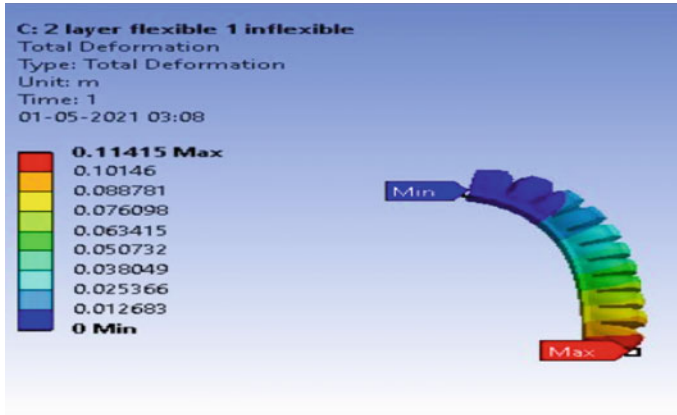 C: 2 layer flexible 1 inflexible
Total Deformation
Type: Total Deformation
Unit: m
Time: 1
01-05-2021 03:08
0.11415 Max
0.10146
0.088781
0.076098
0.063415
0.050732
0.038049
0.025366
0.012683
0 Min
Min
Max